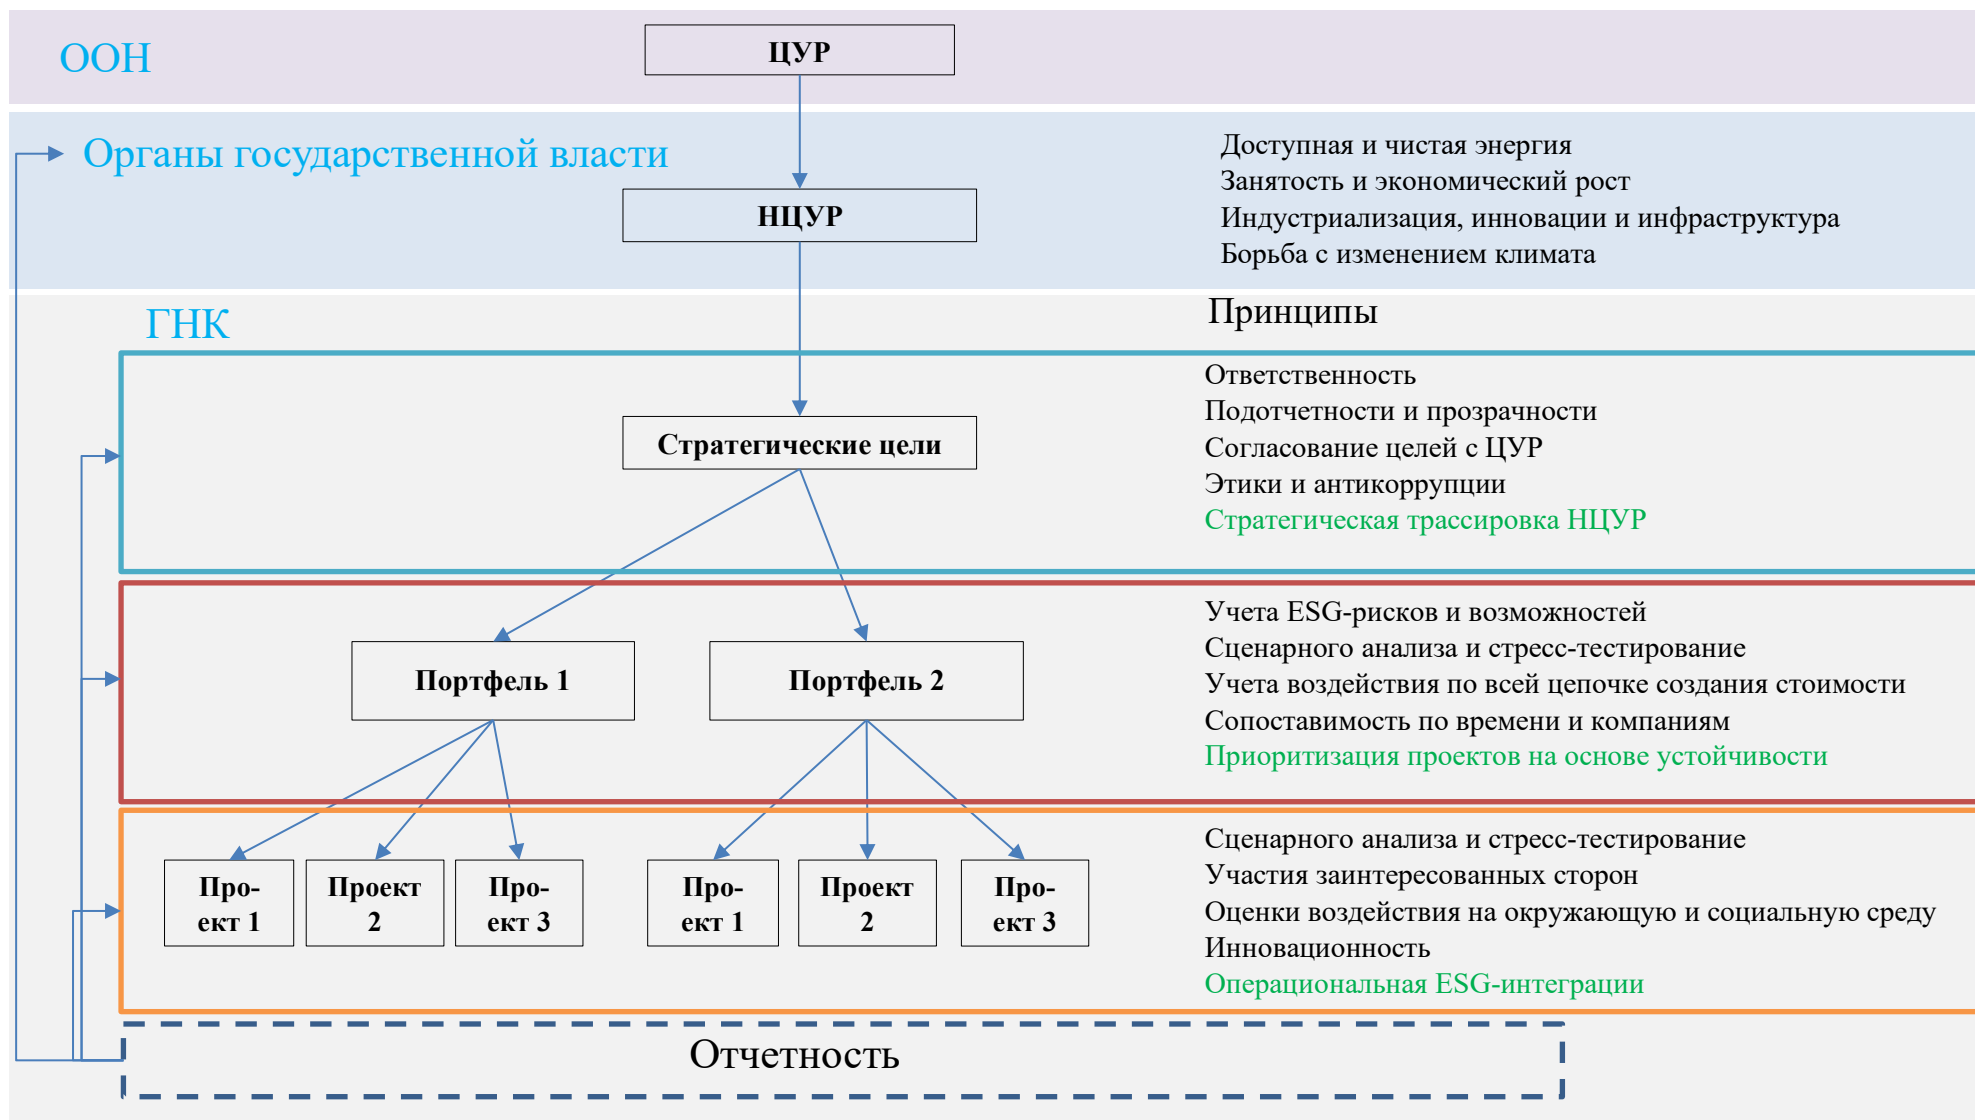 ООН
ЦУР
Органы государственной власти
НЦУР
Доступная и чистая энергия
Занятость и экономический рост
Индустриализация, инновации и инфраструктура
Борьба с изменением климата
ГНК
Принципы
Стратегические цели
Ответственность
Подотчетности и прозрачности
Согласование целей с ЦУР
Этики и антикоррупции
Стратегическая трассировка НЦУР
Портфель 1
Портфель 2
Учета ESG-рисков и возможностей
Сценарного анализа и стресс-тестирование
Учета воздействия по всей цепочке создания стоимости
Сопоставимость по времени и компаниям
Приоритизация проектов на основе устойчивости
Про-
ект 1
Проект
2
Про-
ект 3
Про-
ект 1
Проект
2
Про-
ект 3
Сценарного анализа и стресс-тестирование
Участия заинтересованных сторон
Оценки воздействия на окружающую и социальную среду
Инновационность
Операциональная ESG-интеграции
Отчетность